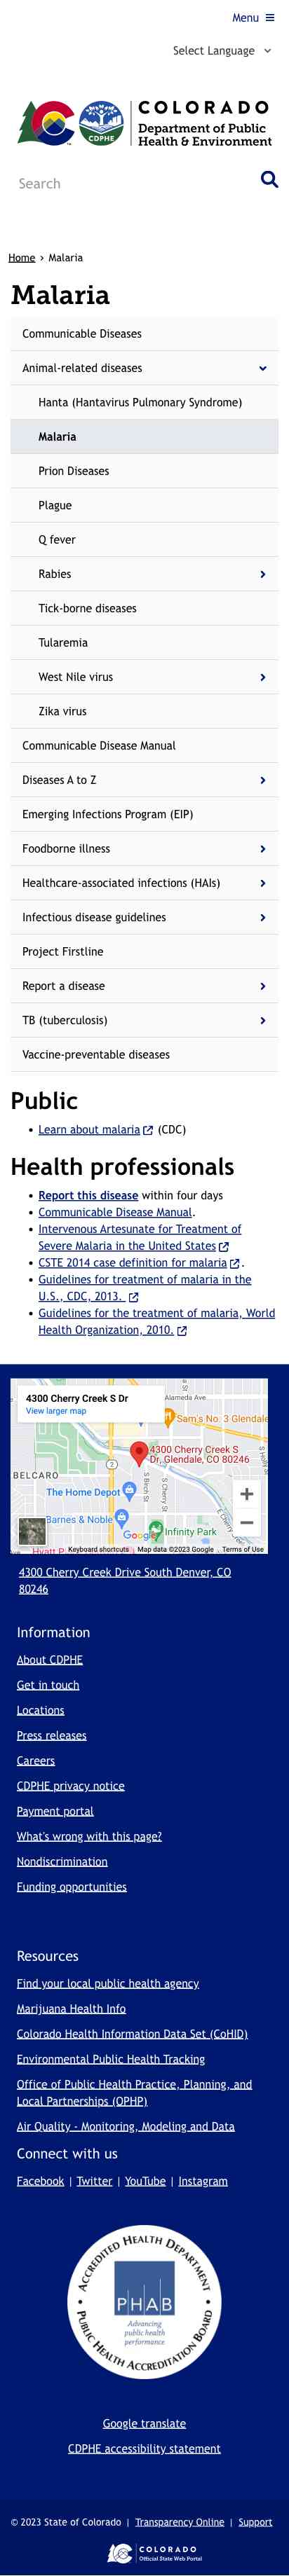 Menu
Select Language
COLORADO
Department of Public
Health & Environment
CDPHE
Search
Home > Malaria
Malaria
Communicable Diseases
Animal-related diseases
Hanta (Hantavirus Pulmonary Syndrome)
Malaria
Prion Diseases
Plague
Q fever
Rabies
Tick-borne diseases
Tularemia
West Nile virus
Zika virus
Communicable Disease Manual
Diseases A to Z
Emerging Infections Program (EIP)
Foodborne illness
Healthcare-associated infections (HAIs)
Infectious disease guidelines
Project Firstline
Report a disease
TB (tuberculosis)
Vaccine-preventable diseases
Public
• Learn about malaria (CDC)
Health professionals
• Report this disease within four days
• Communicable Disease Manual.
• Intervenous Artesunate for Treatment of
Severe Malaria in the United States
• CSTE 2014 case definition for malaria.
• Guidelines for treatment of malaria in the
U.S., CDC, 2013.
• Guidelines for the treatment of malaria, World
Health Organization, 2010.
4300 Cherry Creek S Dr
View larger map
Alameda Ave
Sam's No. 3 Glendale
4300 Cherry Creek S
Dr, Glendale, CO...
BELCARO
S Birch St
S Cherry St
The Home Depot
Barnes & Noble
Google
Infinity Park
Hyatt
Keyboard shortcuts
Map data ©2023 Google
Terms of Use
4300 Cherry Creek Drive South Denver, CO
80246
Information
About CDPHE
Get in touch
Locations
Press releases
Careers
CDPHE privacy notice
Payment portal
What's wrong with this page?
Nondiscrimination
Funding opportunities
Resources
Find your local public health agency
Marijuana Health Info
Colorado Health Information Data Set (CoHID)
Environmental Public Health Tracking
Office of Public Health Practice, Planning, and
Local Partnerships (OPHP)
Air Quality - Monitoring, Modeling and Data
Connect with us
Facebook | Twitter | YouTube | Instagram
ACCREDITED HEALTH DEPARTMENT
PHAB
Advancing
public health
performance
PUBLIC HEALTH ACCREDITATION BOARD
Google translate
CDPHE accessibility statement
© 2023 State of Colorado | Transparency Online | Support
COLORADO
Official State Web Portal